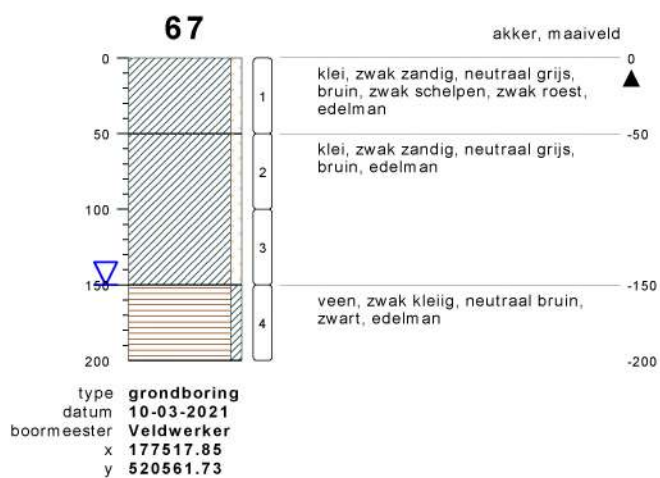 67
akker, maaiveld
0
0
klei, zwak zandig, neutraal grijs,
bruin, zwak schelpen, zwak roest,
edelman
1
50
-50
klei, zwak zandig, neutraal grijs,
bruin, edelman
2
100
3
150
-150
veen, zwak kleiig, neutraal bruin,
zwart, edelman
4
200
-200
type grondboring
datum 10-03-2021
boormeester Veldwerker
x 177517.85
y 520561.73